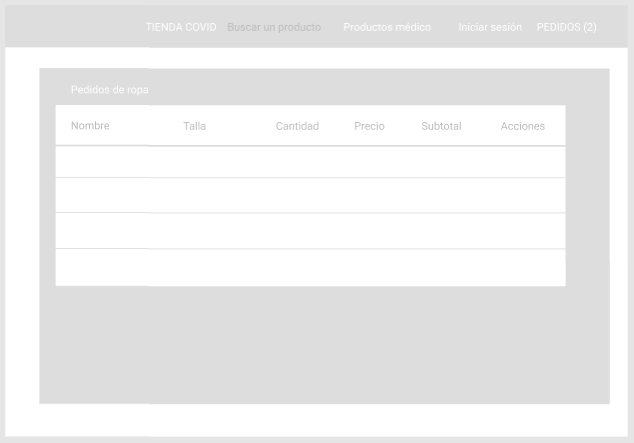 TIENDA COVID Buscar un producto Productos médico Iniciar sesión PEDIDOS (2)
Pedidos de ropa
Nombre Talla Cantidad Precio Subtotal Acciones